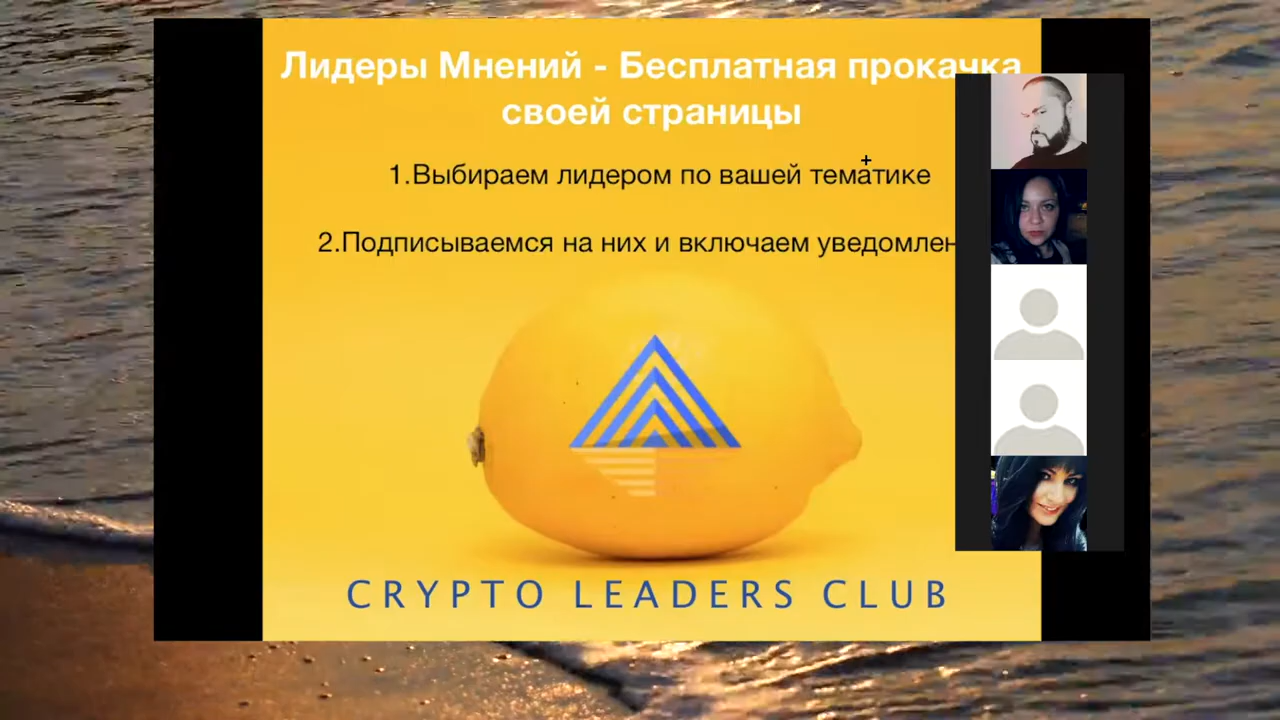 Лидеры Мнений - Бесплатная прокачка
своей страницы
1.Выбираем лидером по вашей тематике
2.Подписываемся на них и включаем уведомлен
CRYPTO LEADERS CLUB